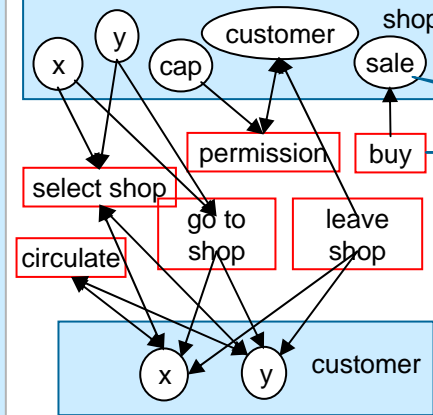 shop
customer
y
x
cap
sale
permission
buy
select shop
go to
shop
leave
shop
circulate
customer
x
y